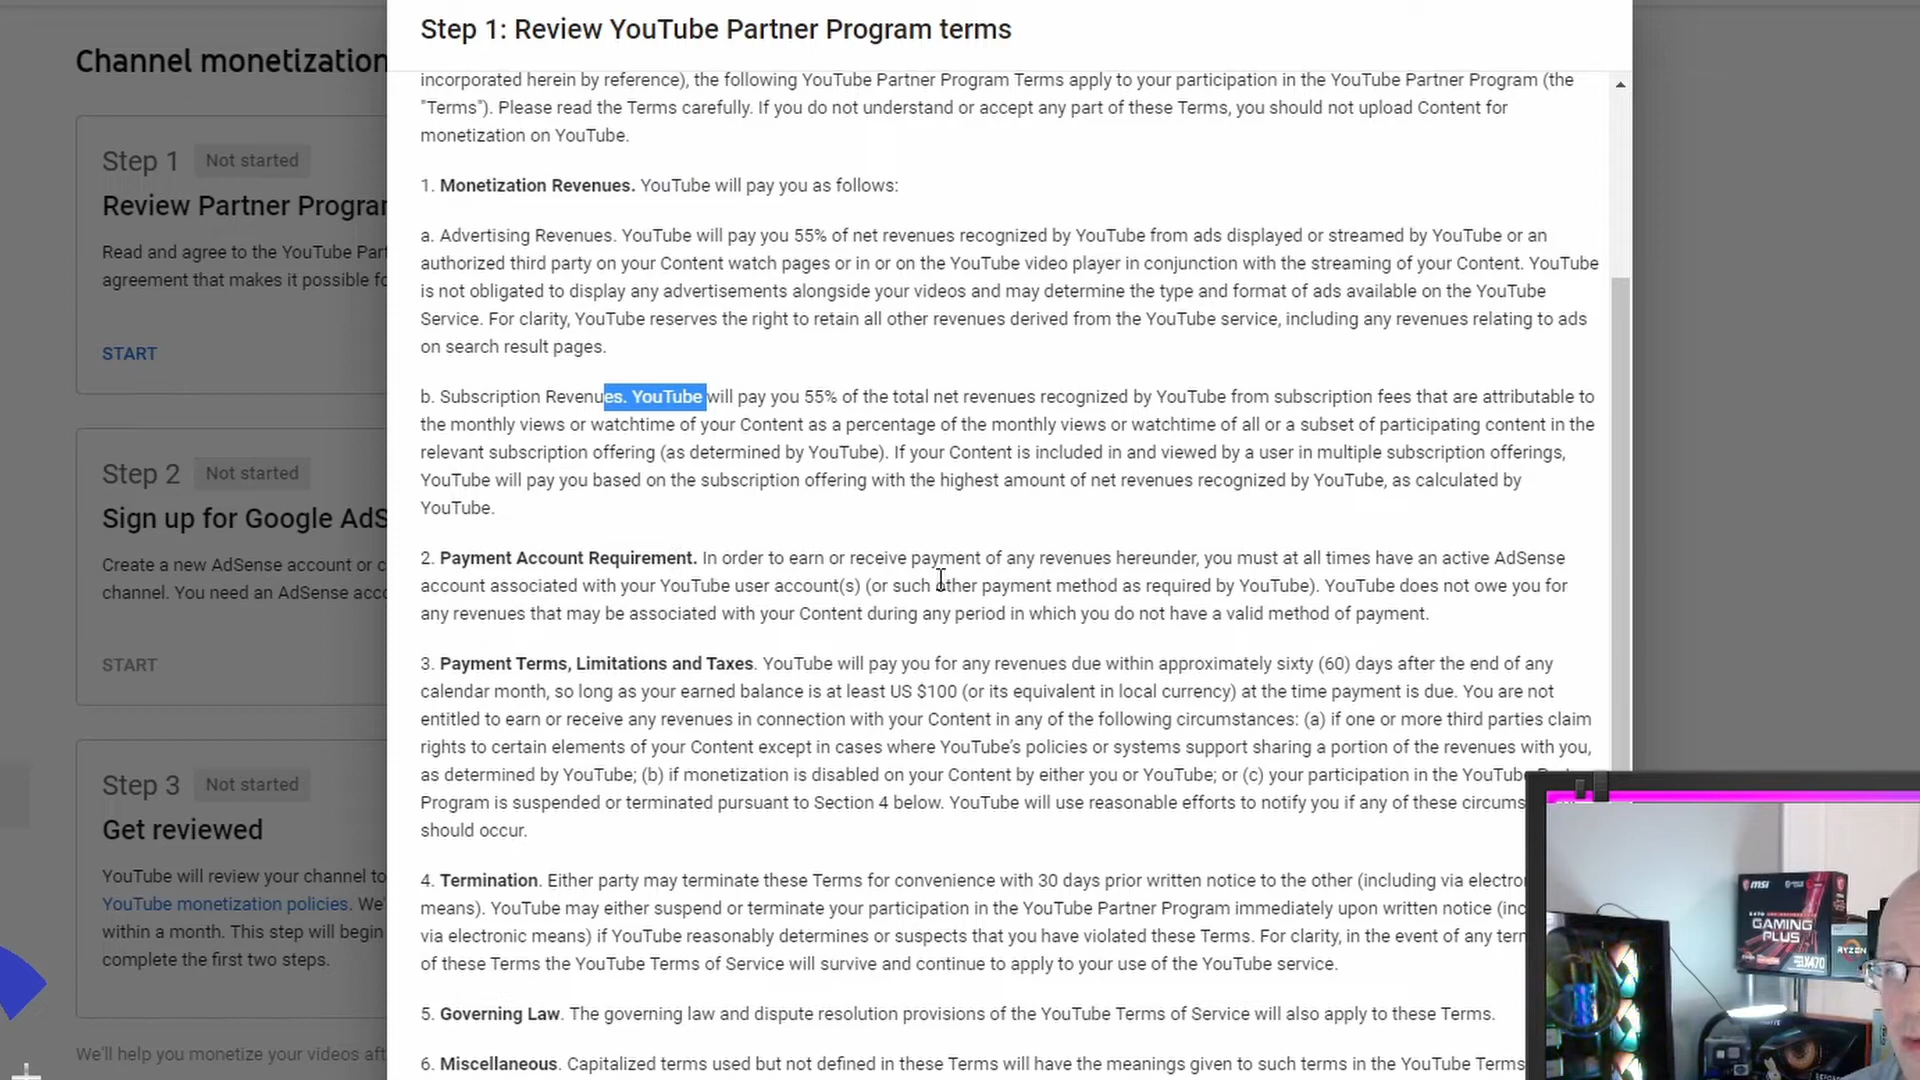 Step 1: Review YouTube Partner Program terms
Channel monetization
Step 1 Not started
Review Partner Program
Read and agree to the YouTube Part
agreement that makes it possible fo
START
Step 2 Not started
Sign up for Google AdS
Create a new AdSense account or c
channel. You need an AdSense acco
START
Step 3 Not started
Get reviewed
YouTube will review your channel to
YouTube monetization policies. We'
within a month. This step will begin
complete the first two steps.
We'll help you monetize your videos aft
incorporated herein by reference), the following YouTube Partner Program Terms apply to your participation in the YouTube Partner Program (the
"Terms"). Please read the Terms carefully. If you do not understand or accept any part of these Terms, you should not upload Content for
monetization on YouTube.
1. Monetization Revenues. YouTube will pay you as follows:
a. Advertising Revenues. YouTube will pay you 55% of net revenues recognized by YouTube from ads displayed or streamed by YouTube or an
authorized third party on your Content watch pages or in or on the YouTube video player in conjunction with the streaming of your Content. YouTube
is not obligated to display any advertisements alongside your videos and may determine the type and format of ads available on the YouTube
Service. For clarity, YouTube reserves the right to retain all other revenues derived from the YouTube service, including any revenues relating to ads
on search result pages.
b. Subscription Revenues. YouTube will pay you 55% of the total net revenues recognized by YouTube from subscription fees that are attributable to
the monthly views or watchtime of your Content as a percentage of the monthly views or watchtime of all or a subset of participating content in the
relevant subscription offering (as determined by YouTube). If your Content is included in and viewed by a user in multiple subscription offerings,
YouTube will pay you based on the subscription offering with the highest amount of net revenues recognized by YouTube, as calculated by
YouTube.
2. Payment Account Requirement. In order to earn or receive payment of any revenues hereunder, you must at all times have an active AdSense
account associated with your YouTube user account(s) (or such other payment method as required by YouTube). YouTube does not owe you for
any revenues that may be associated with your Content during any period in which you do not have a valid method of payment.
3. Payment Terms, Limitations and Taxes. YouTube will pay you for any revenues due within approximately sixty (60) days after the end of any
calendar month, so long as your earned balance is at least US $100 (or its equivalent in local currency) at the time payment is due. You are not
entitled to earn or receive any revenues in connection with your Content in any of the following circumstances: (a) if one or more third parties claim
rights to certain elements of your Content except in cases where YouTube's policies or systems support sharing a portion of the revenues with you,
as determined by YouTube; (b) if monetization is disabled on your Content by either you or YouTube; or (c) your participation in the YouTube
Program is suspended or terminated pursuant to Section 4 below. YouTube will use reasonable efforts to notify you if any of these circums
should occur.
4. Termination. Either party may terminate these Terms for convenience with 30 days prior written notice to the other (including via electron
means). YouTube may either suspend or terminate your participation in the YouTube Partner Program immediately upon written notice (inc
via electronic means) if YouTube reasonably determines or suspects that you have violated these Terms. For clarity, in the event of any term
of these Terms the YouTube Terms of Service will survive and continue to apply to your use of the YouTube service.
5. Governing Law. The governing law and dispute resolution provisions of the YouTube Terms of Service will also apply to these Terms.
6. Miscellaneous. Capitalized terms used but not defined in these Terms will have the meanings given to such terms in the YouTube Terms
msi
GAMING
PLUS
X470
RYZEN